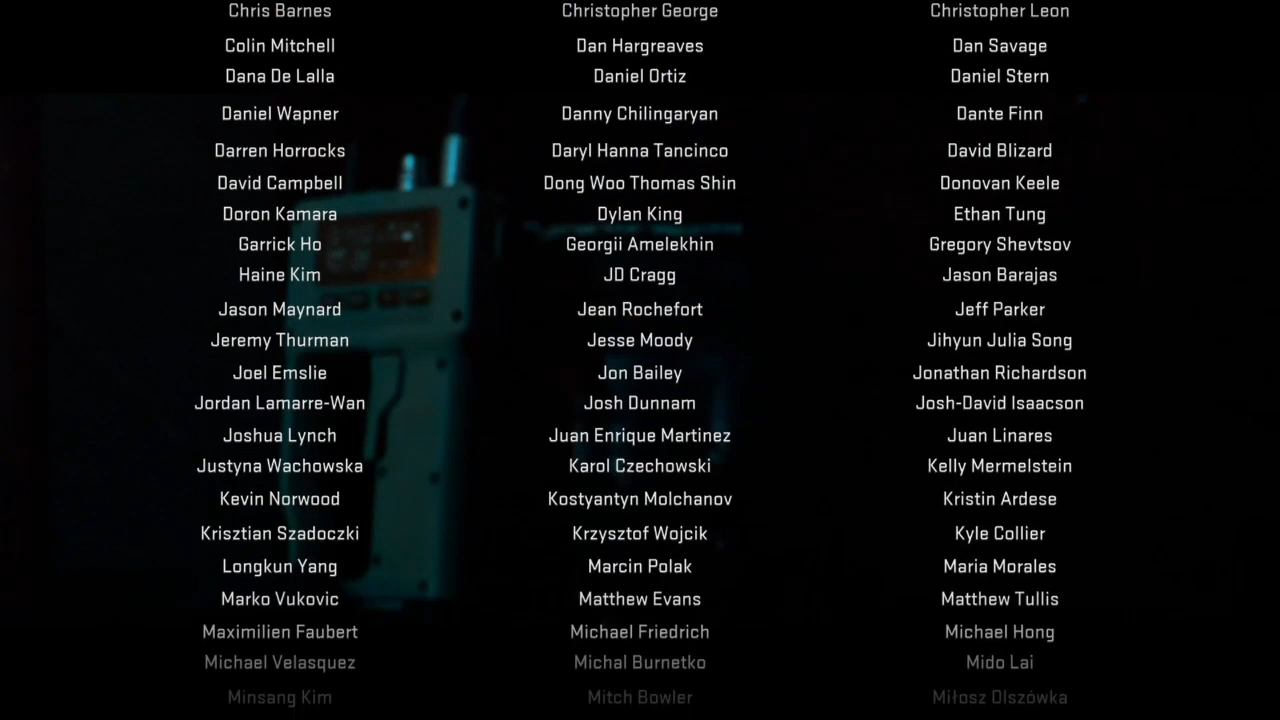 Chris Barnes Christopher George Christopher Leon
Colin Mitchell Dan Hargreaves Dan Savage
Dana De Lalla Daniel Ortiz Daniel Stern
Daniel Wapner Danny Chilingaryan Dante Finn
Darren Horrocks Daryl Hanna Tancinco David Blizard
David Campbell Dong Woo Thomas Shin Donovan Keele
Doron Kamara Dylan King Ethan Tung
Garrick Ho Georgii Amelekhin Gregory Shevtsov
Haine Kim JD Cragg Jason Barajas
Jason Maynard Jean Rochefort Jeff Parker
Jeremy Thurman Jesse Moody Jihyun Julia Song
Joel Emslie Jon Bailey Jonathan Richardson
Jordan Lamarre-Wan Josh Dunnam Josh-David Isaacson
Joshua Lynch Juan Enrique Martinez Juan Linares
Justyna Wachowska Karol Czechowski Kelly Mermelstein
Kevin Norwood Kostyantyn Molchanov Kristin Ardese
Krisztian Szadoczki Krzysztof Wojcik Kyle Collier
Longkun Yang Marcin Polak Maria Morales
Marko Vukovic Matthew Evans Matthew Tullis
Maximilien Faubert Michael Friedrich Michael Hong
Michael Velasquez Michal Burnetko Mido Lai
Minsang Kim Mitch Bowler Miłosz Olszówka